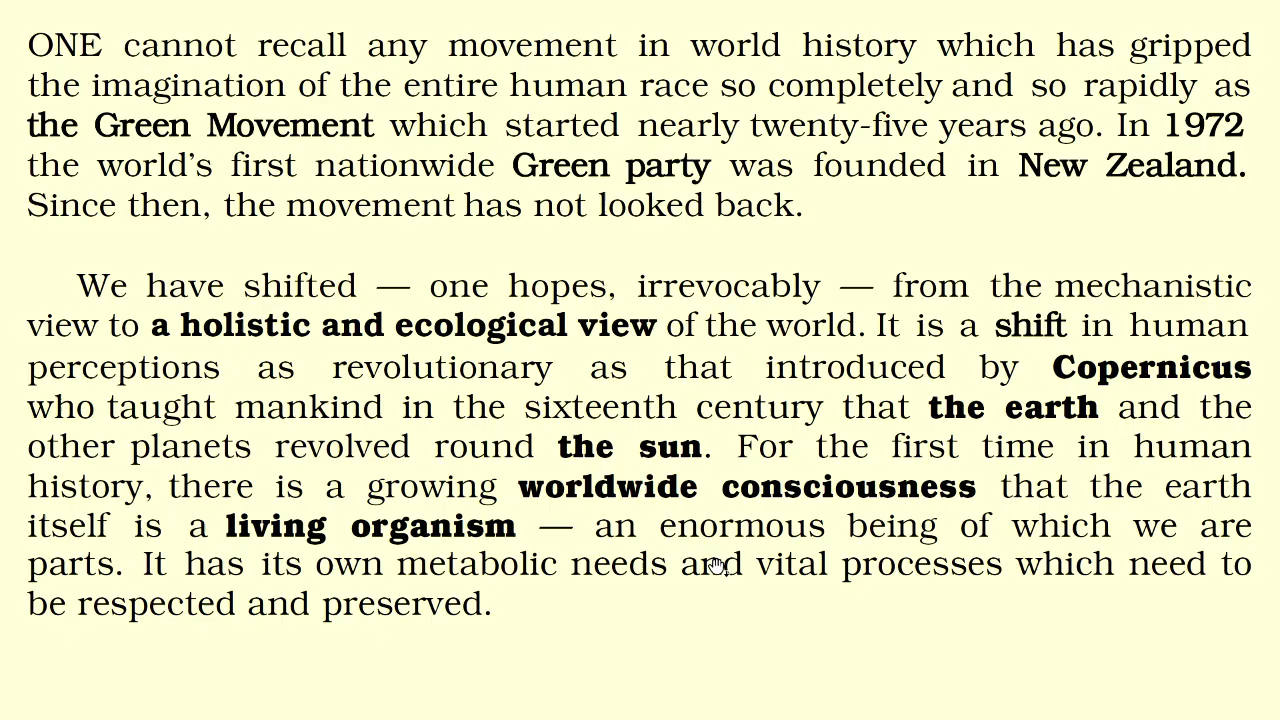 ONE cannot recall any movement in world history which has gripped
the imagination of the entire human race so completely and so rapidly as
the Green Movement which started nearly twenty-five years ago. In 1972
the world’s first nationwide Green party was founded in New Zealand.
Since then, the movement has not looked back.
We have shifted — one hopes, irrevocably — from the mechanistic
view to a holistic and ecological view of the world. It is a shift in human
perceptions as revolutionary as that introduced by Copernicus
who taught mankind in the sixteenth century that the earth and the
other planets revolved round the sun. For the first time in human
history, there is a growing worldwide consciousness that the earth
itself is a living organism — an enormous being of which we are
parts. It has its own metabolic needs and vital processes which need to
be respected and preserved.